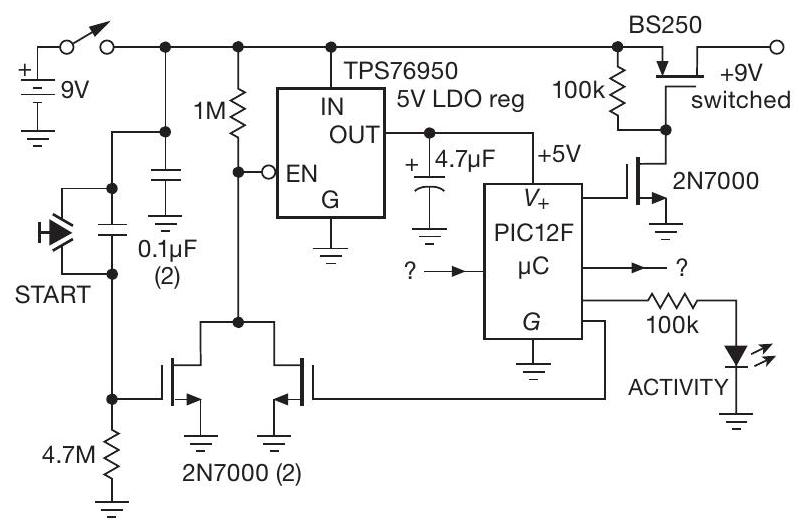 BS250
+
9V
TPS76950
5V LDO reg
100k
+9V
switched
1M
IN
OUT
EN
G
+
4.7µF
+5V
2N7000
V+
PIC12F
µC
G
0.1µF
(2)
START
?
?
100k
ACTIVITY
4.7M
2N7000 (2)